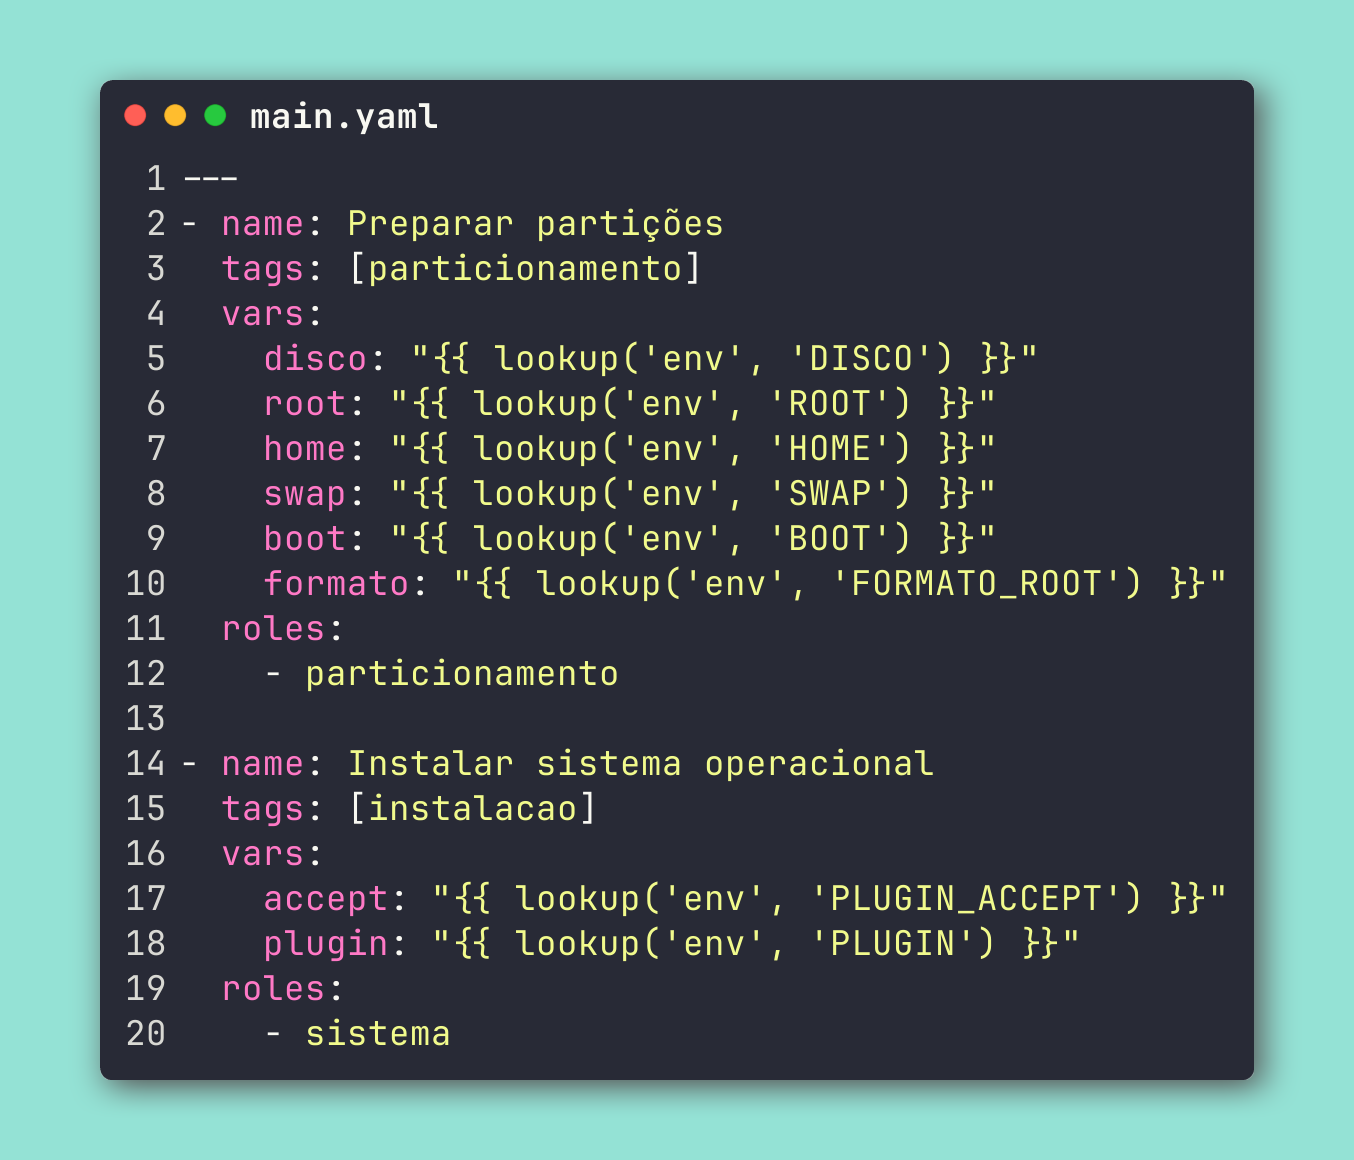 main.yaml
1 ---
2 - name: Preparar partições
3   tags: [particionamento]
4   vars:
5     disco: "{{ lookup('env', 'DISCO') }}"
6     root: "{{ lookup('env', 'ROOT') }}"
7     home: "{{ lookup('env', 'HOME') }}"
8     swap: "{{ lookup('env', 'SWAP') }}"
9     boot: "{{ lookup('env', 'BOOT') }}"
10     formato: "{{ lookup('env', 'FORMATO_ROOT') }}"
11   roles:
12     - particionamento
13
14 - name: Instalar sistema operacional
15   tags: [instalacao]
16   vars:
17     accept: "{{ lookup('env', 'PLUGIN_ACCEPT') }}"
18     plugin: "{{ lookup('env', 'PLUGIN') }}"
19   roles:
20     - sistema